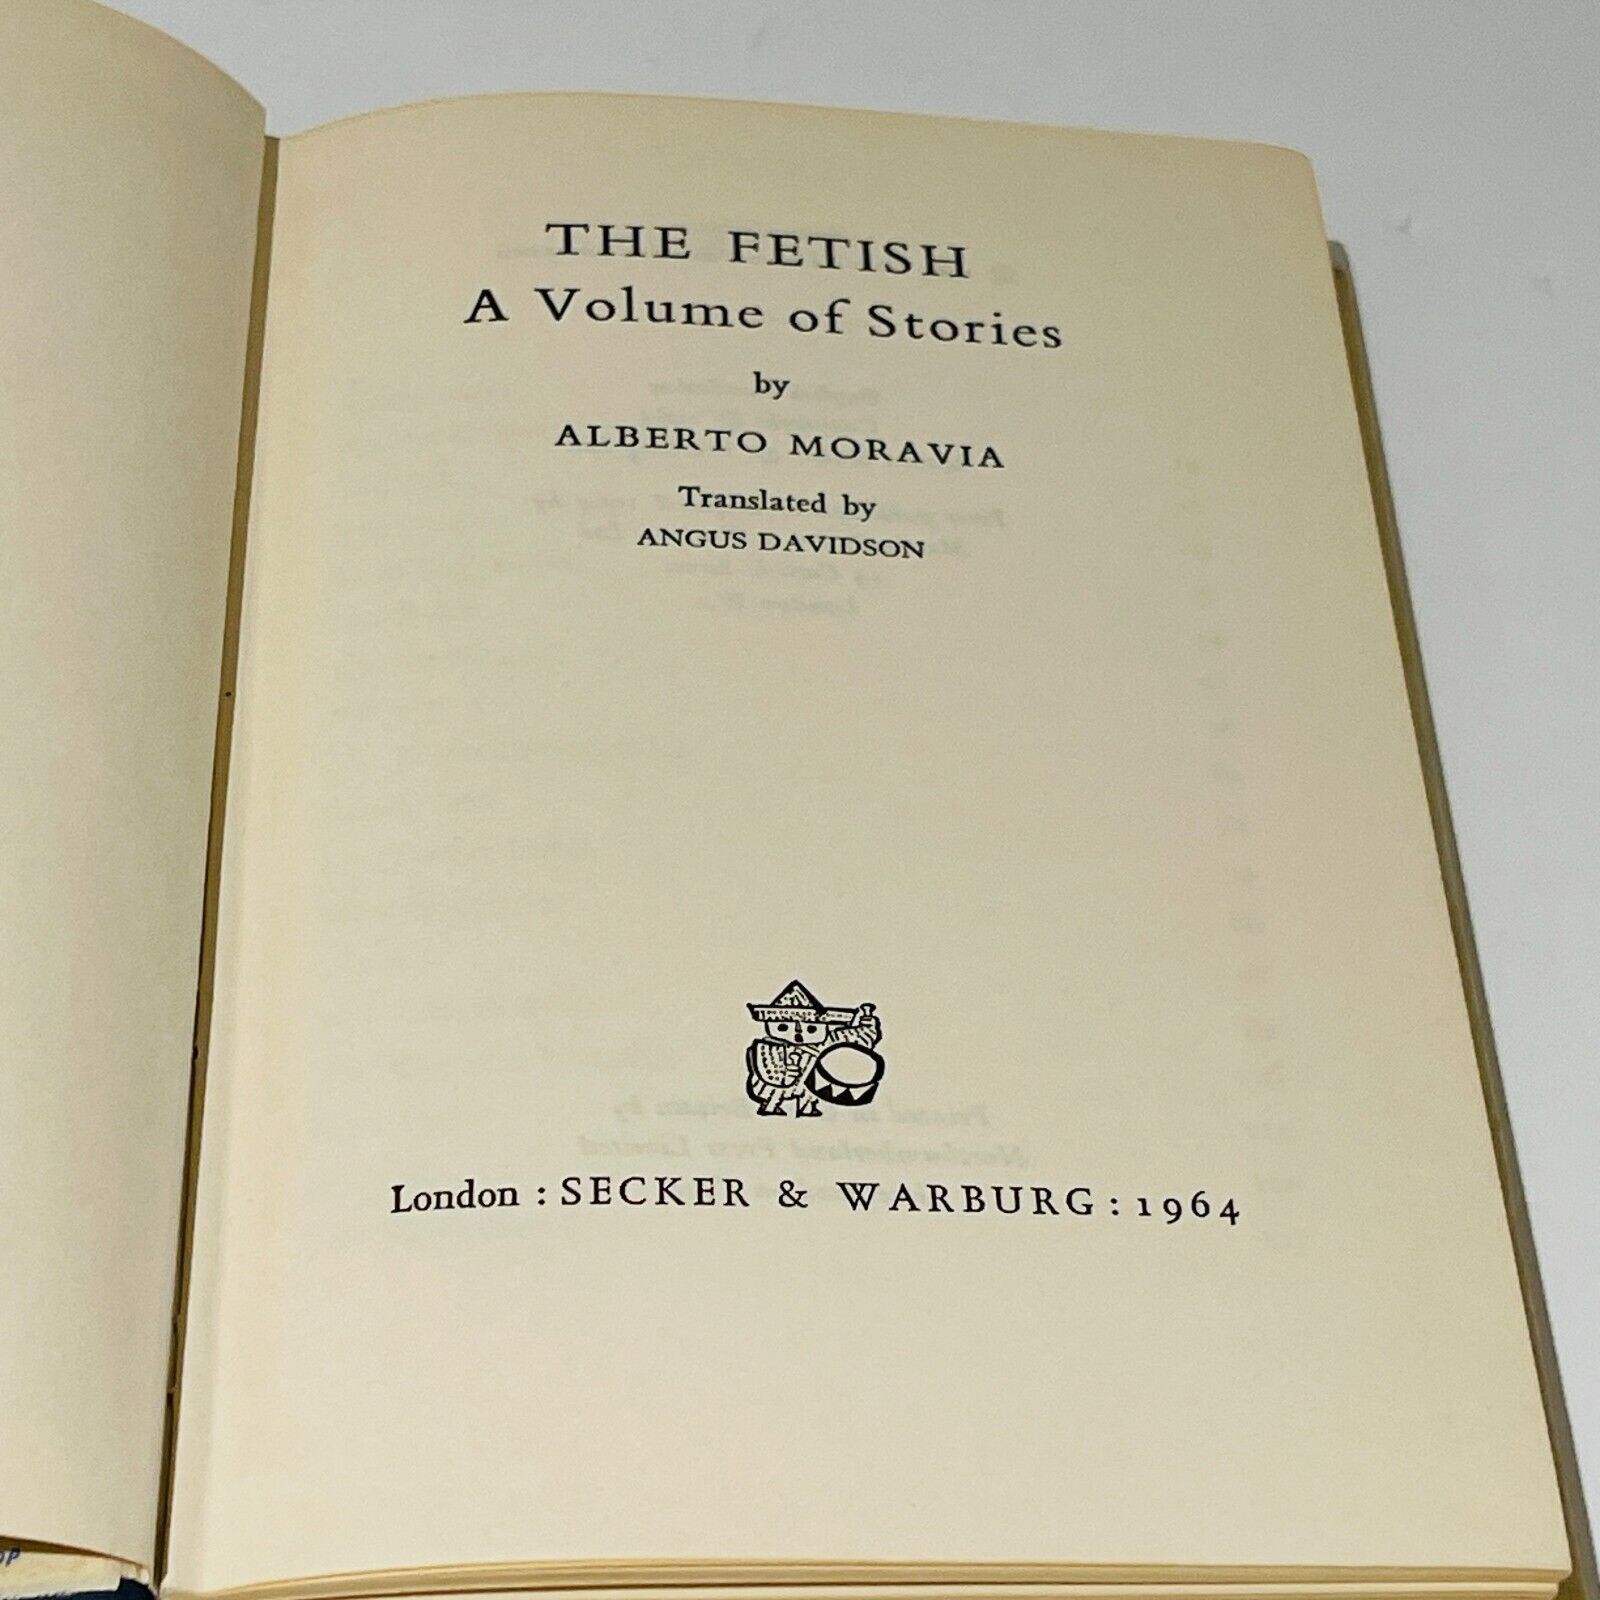 THE FETISH
A Volume of Stories
by
ALBERTO MORAVIA
Translated by
ANGUS DAVIDSON
London : SECKER & WARBURG : 1964